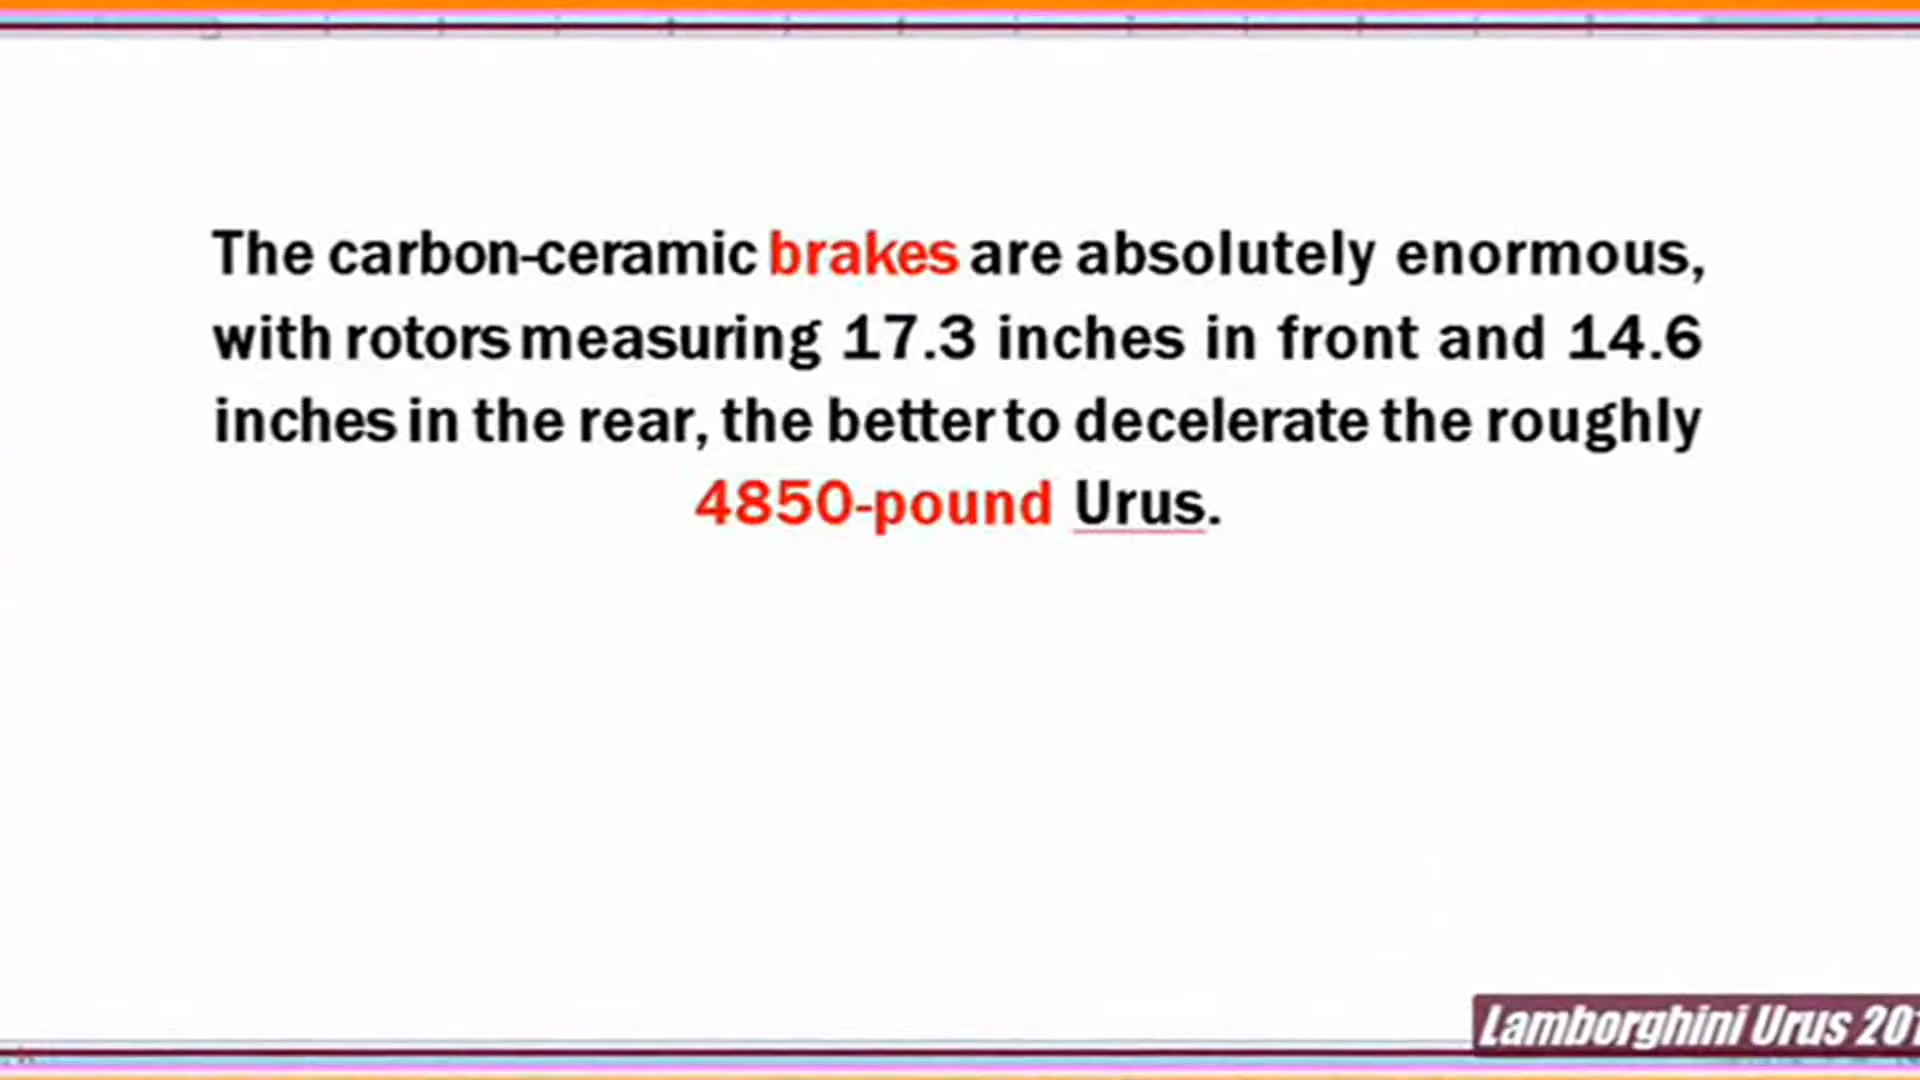 The carbon-ceramic brakes are absolutely enormous,
with rotors measuring 17.3 inches in front and 14.6
inches in the rear, the better to decelerate the roughly
4850-pound Urus.
Lamborghini Urus 201